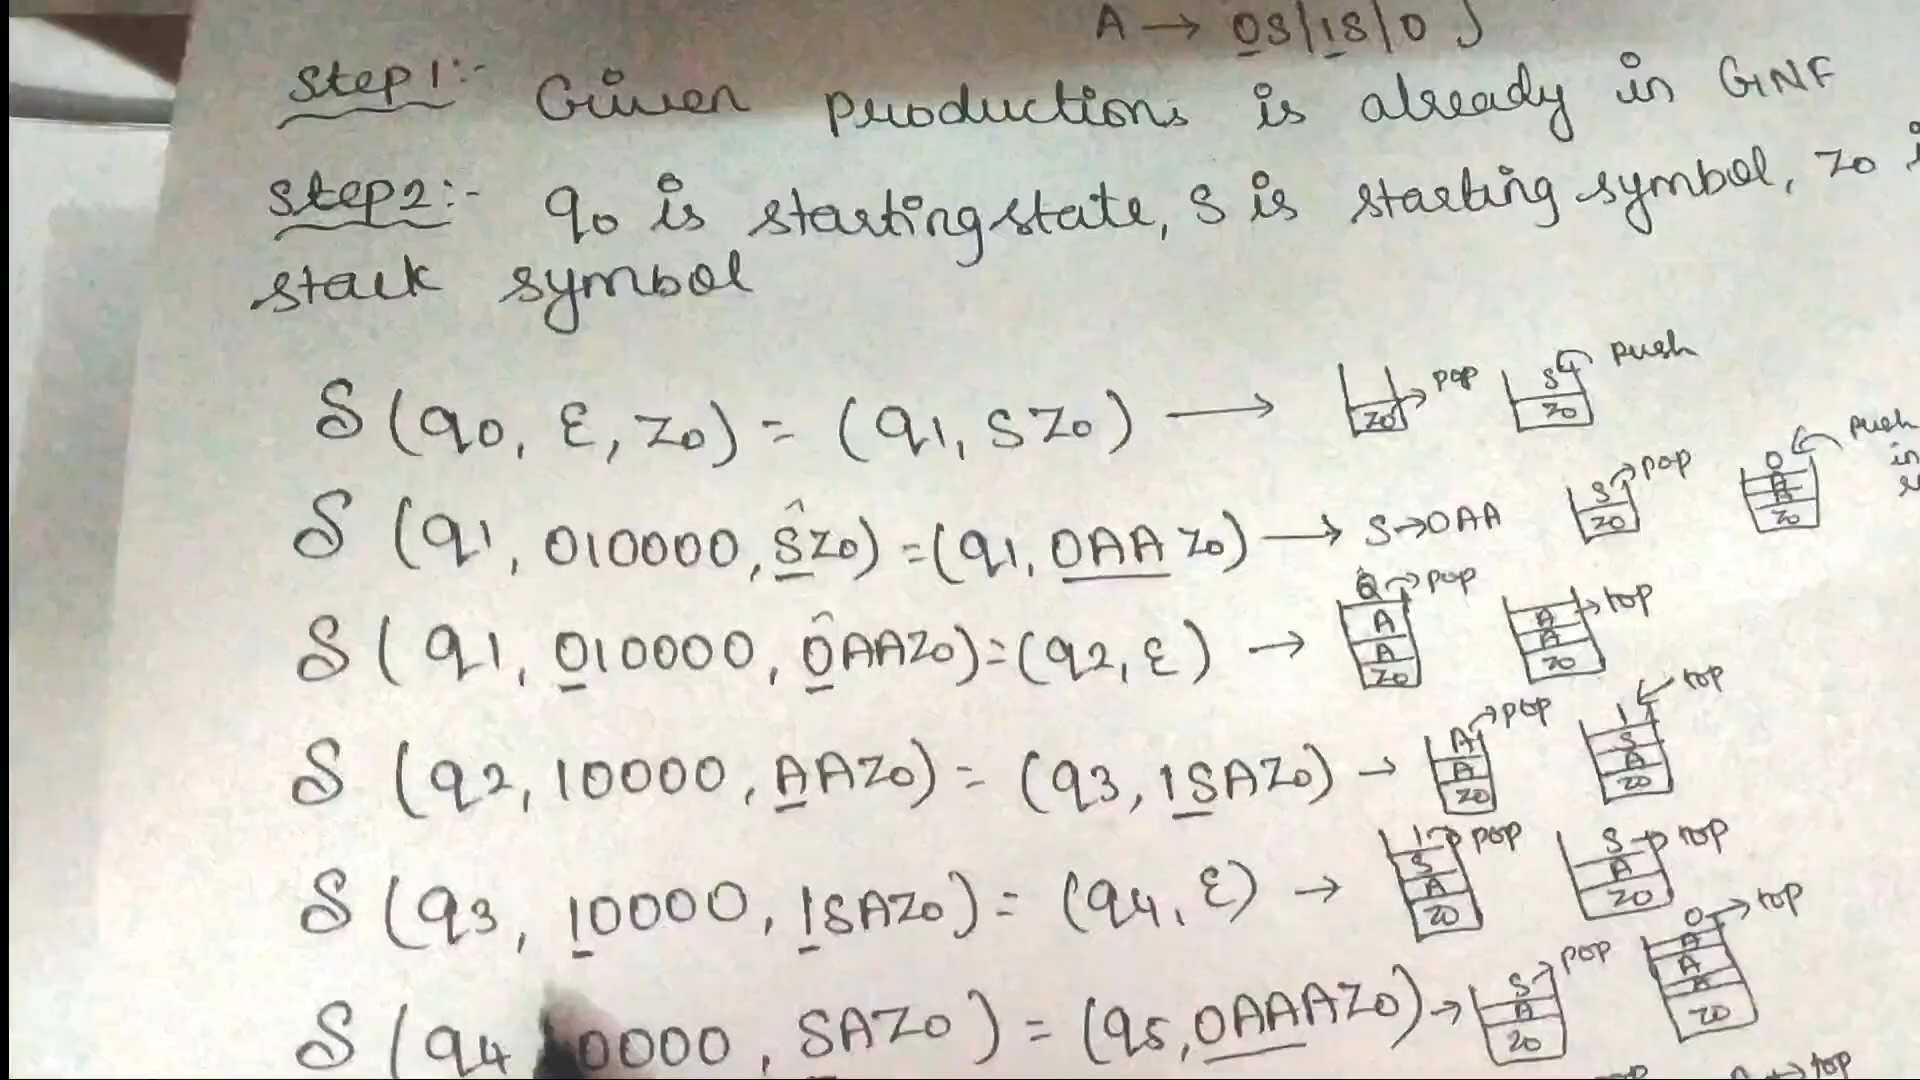 A → 0S|1S|0 }
Step1:- Given productions is already in GNF
Step2:- q0 is starting state, S is starting symbol, Z0 i
stack symbol
δ(q0, ε, Z0) = (q1, SZ0) → Z0 pop S Z0 push
δ(q1, 010000, SZ0) = (q1, 0AAZ0) → S→0AA S Z0 pop 0 A A Z0 push in
δ(q1, 010000, 0AAZ0) = (q2, ε) → 0 A A Z0 pop A A Z0 top
δ(q2, 10000, AAZ0) = (q3, 1SAZ0) → A A Z0 pop 1 S A Z0 top
δ(q3, 10000, 1SAZ0) = (q4, ε) → 1 S A Z0 pop S A Z0 top
δ(q4 0000, SAZ0) = (q5, 0AAAZ0) → S A Z0 pop 0 A A A Z0 top
top